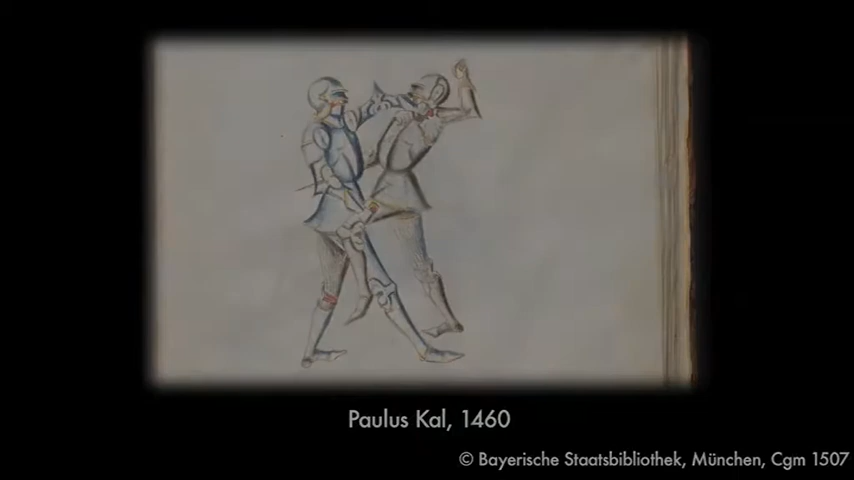 Paulus Kal, 1460
© Bayerische Staatsbibliothek, München, Cgm 1507